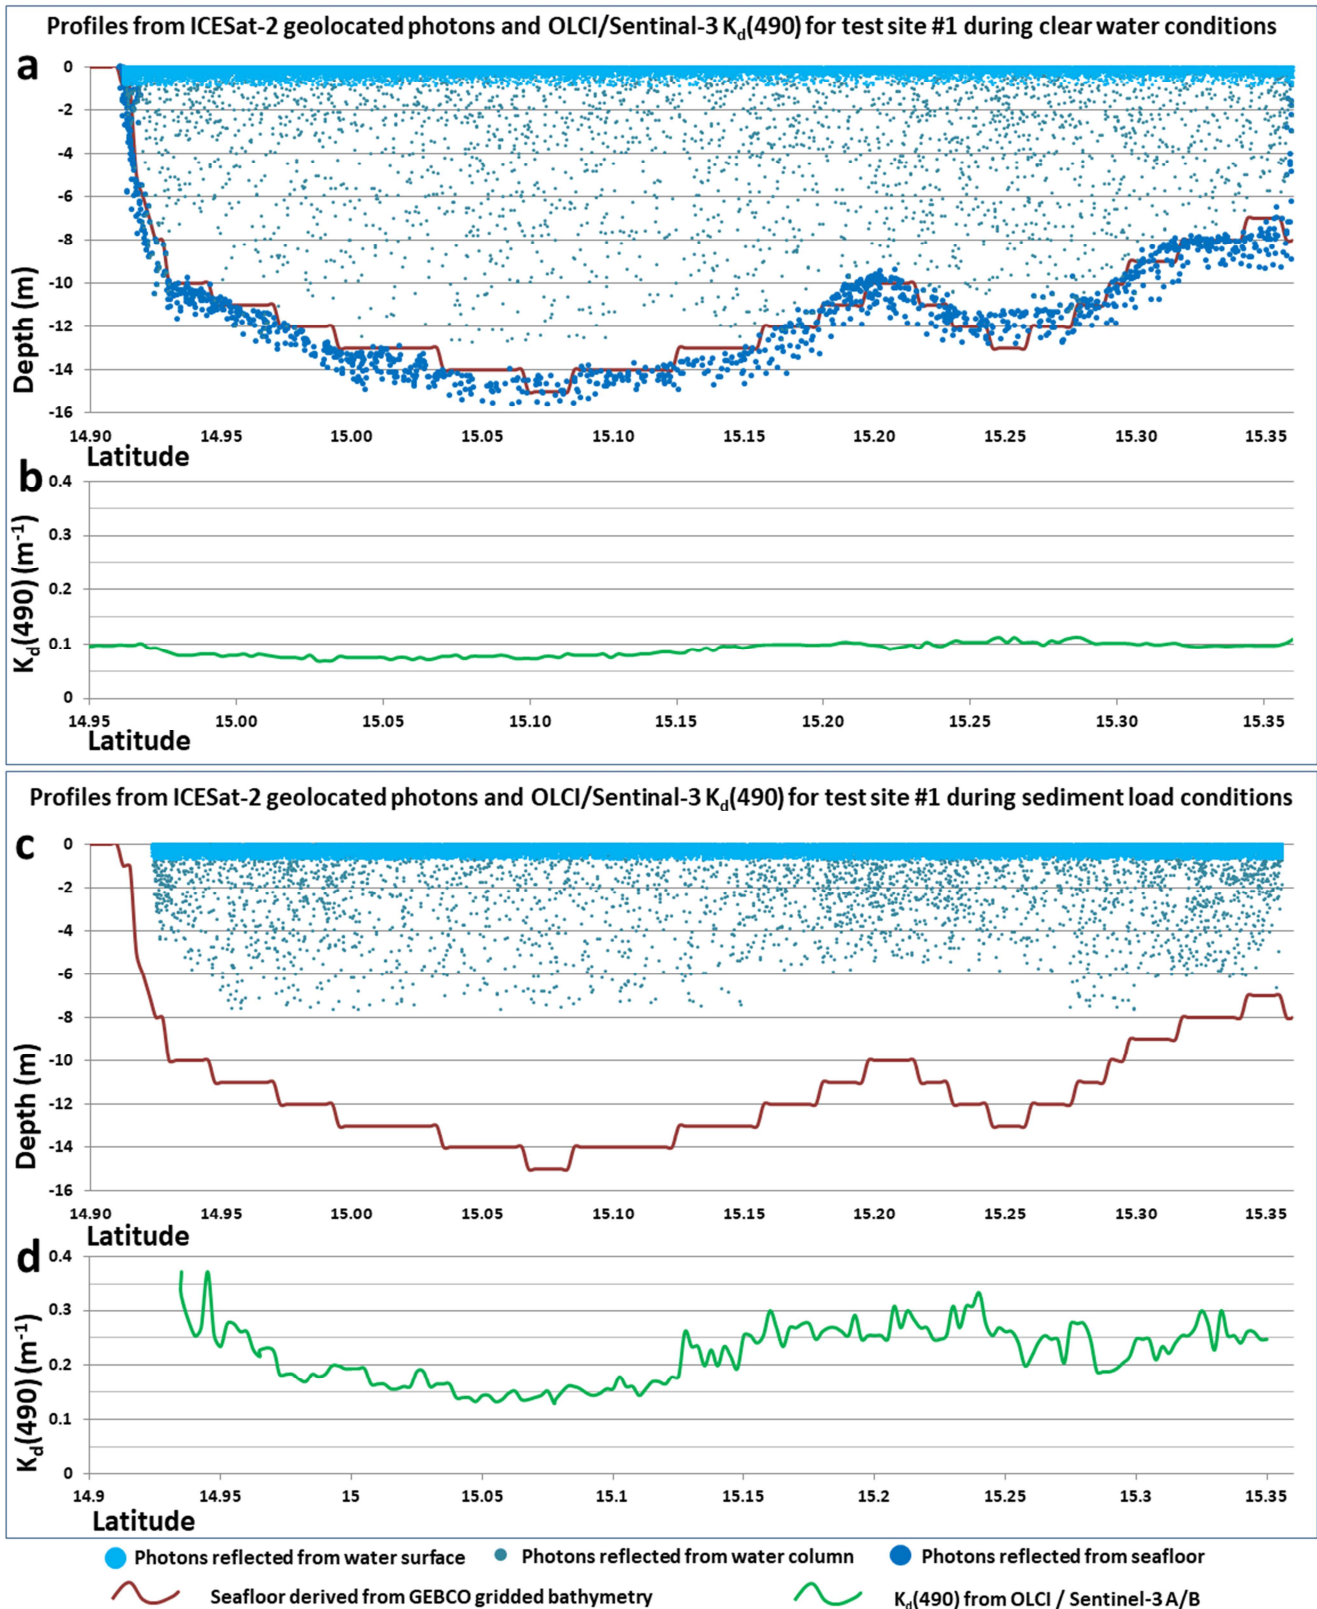 Profiles from ICESat-2 geolocated photons and OLCI/Sentinal-3 Kd(490) for test site #1 during clear water conditions
a
0
-2
-4
-6
-8
-10
-12
-14
-16
Depth (m)
14.90 14.95 15.00 15.05 15.10 15.15 15.20 15.25 15.30 15.35
Latitude
b
0.4
0.3
0.2
0.1
0
Kd(490) (m-1)
14.95 15.00 15.05 15.10 15.15 15.20 15.25 15.30 15.35
Latitude
Profiles from ICESat-2 geolocated photons and OLCI/Sentinal-3 Kd(490) for test site #1 during sediment load conditions
c
0
-2
-4
-6
-8
-10
-12
-14
-16
Depth (m)
14.90 14.95 15.00 15.05 15.10 15.15 15.20 15.25 15.30 15.35
Latitude
d
0.4
0.3
0.2
0.1
0
Kd(490) (m-1)
14.9 14.95 15 15.05 15.1 15.15 15.2 15.25 15.3 15.35
Latitude
Photons reflected from water surface Photons reflected from water column Photons reflected from seafloor
Seafloor derived from GEBCO gridded bathymetry Kd(490) from OLCI / Sentinel-3 A/B